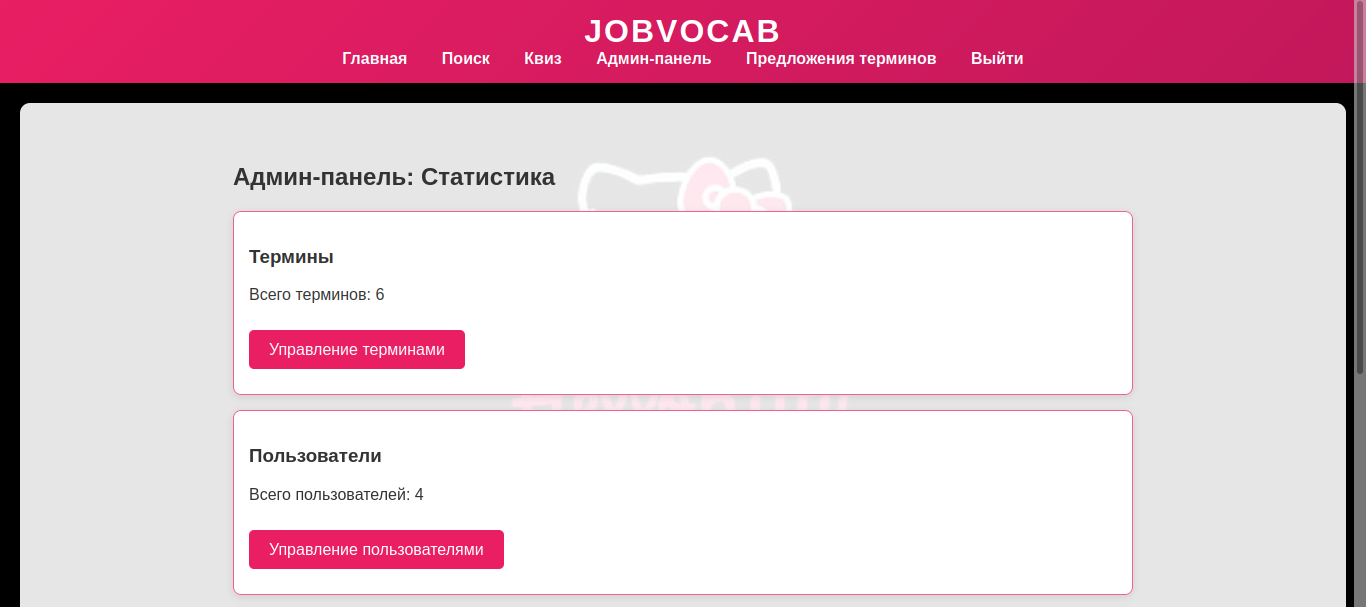 JOBVOCAB
Главная Поиск Квиз Админ-панель Предложения терминов Выйти
Админ-панель: Статистика
Термины
Всего терминов: 6
Управление терминами
Пользователи
Всего пользователей: 4
Управление пользователями